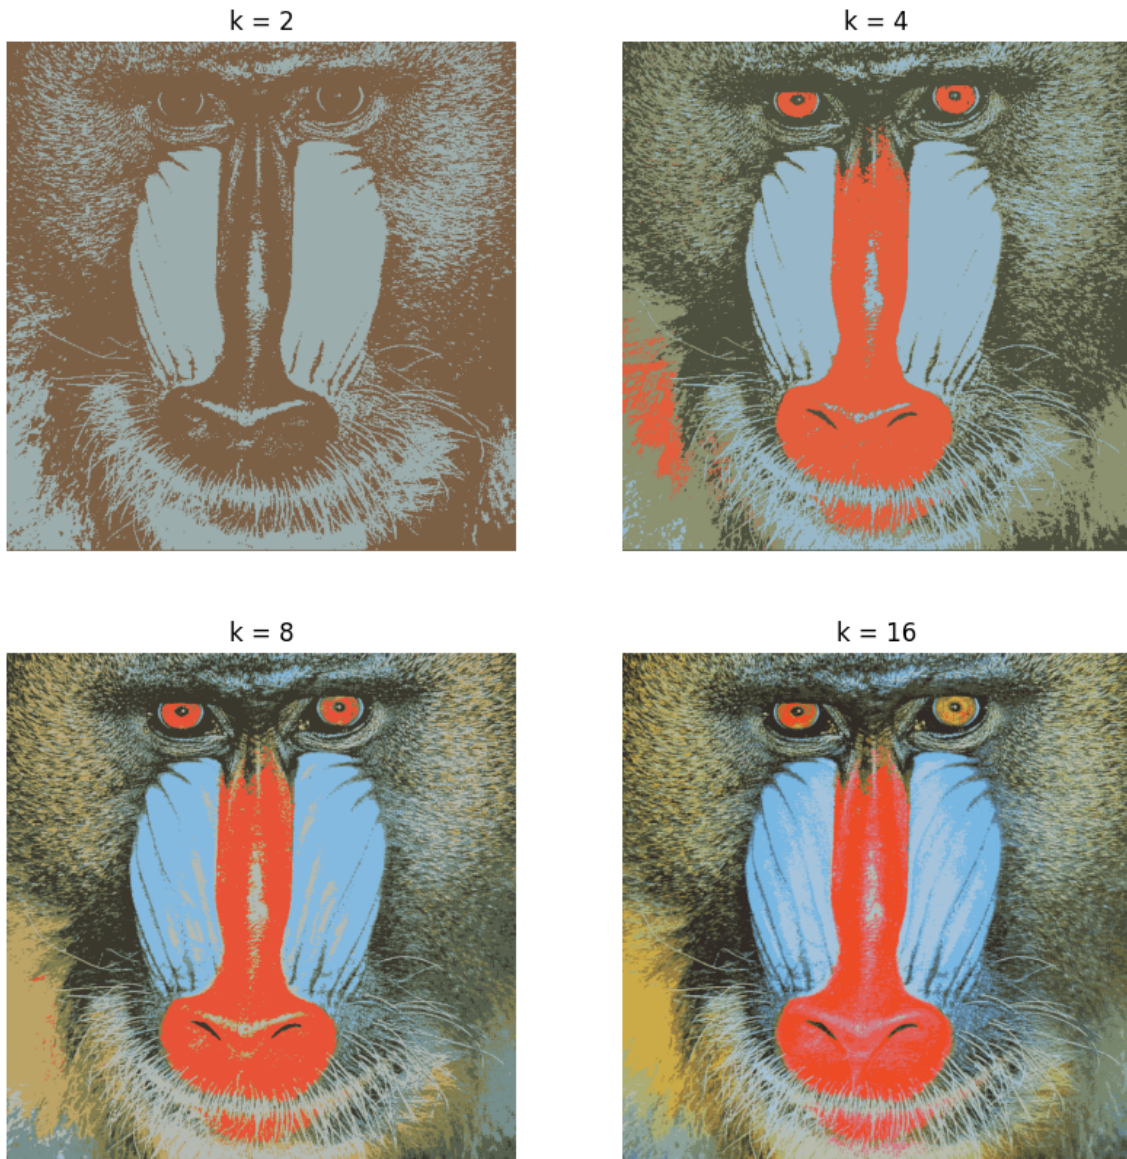 k = 2
k = 4
k = 8
k = 16